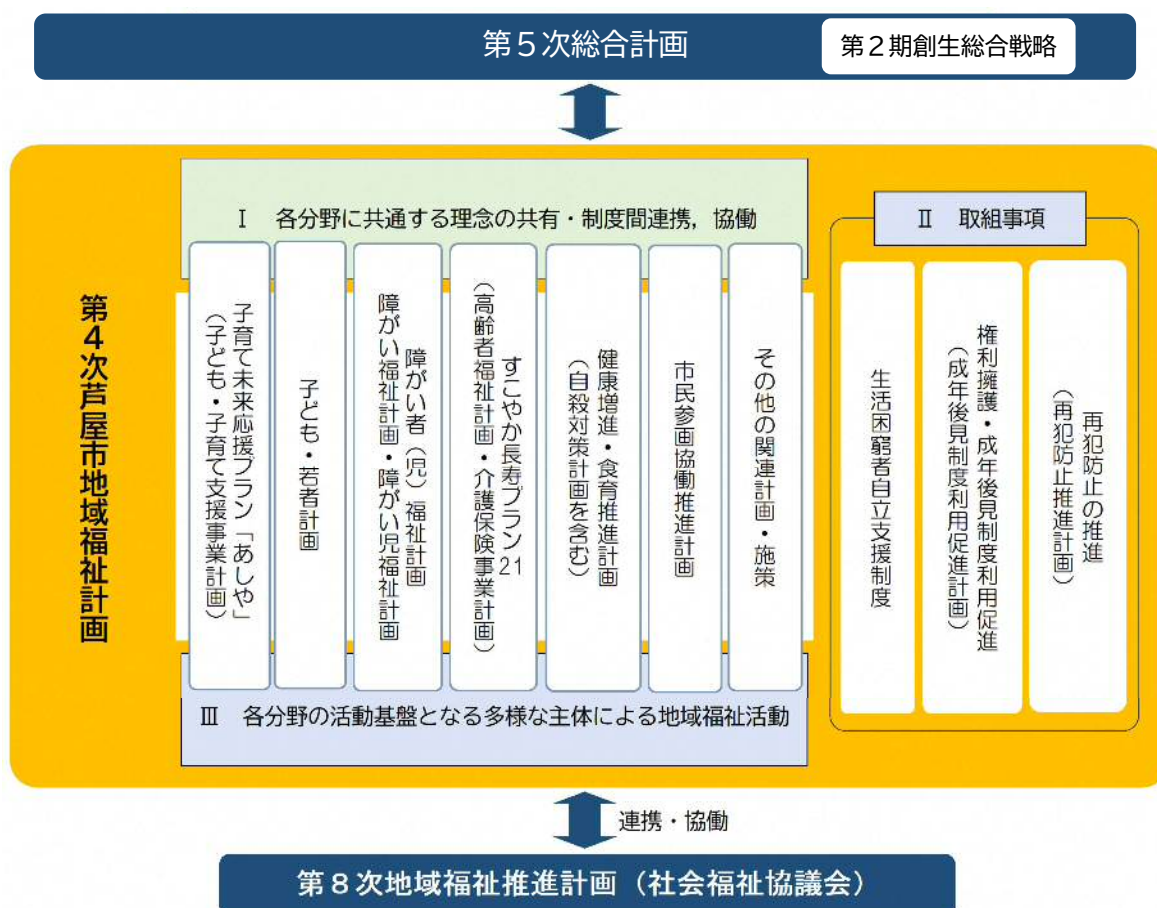 第5次総合計画
第2期創生総合戦略
第4次芦屋市地域福祉計画
Ⅰ 各分野に共通する理念の共有・制度間連携，協働
子育て未来応援プラン「あしや」
（子ども・子育て支援事業計画）
子ども・若者計画
障がい者（児）福祉計画
障がい福祉計画・障がい児福祉計画
すこやか長寿プラン21
（高齢者福祉計画・介護保険事業計画）
健康増進・食育推進計画
（自殺対策計画を含む）
市民参画協働推進計画
その他の関連計画・施策
Ⅱ 取組事項
生活困窮者自立支援制度
権利擁護・成年後見制度利用促進
（成年後見制度利用促進計画）
再犯防止の推進
（再犯防止推進計画）
Ⅲ 各分野の活動基盤となる多様な主体による地域福祉活動
連携・協働
第8次地域福祉推進計画（社会福祉協議会）